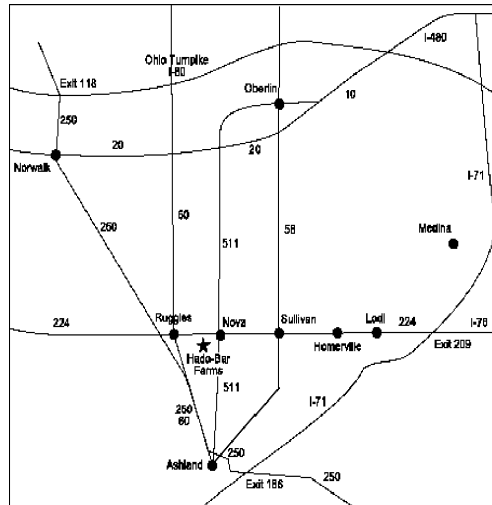 I-480
Ohio Turnpike
I-80
Exit 118
Oberlin
10
250
20
20
Norwalk
I-71
60
58
250
511
Medina
224
Ruggles
Nova
Sullivan
Lodi
224
I-76
Homerville
Exit 209
Hado-Bar
Farms
511
I-71
250
60
250
Ashland
Exit 186
250